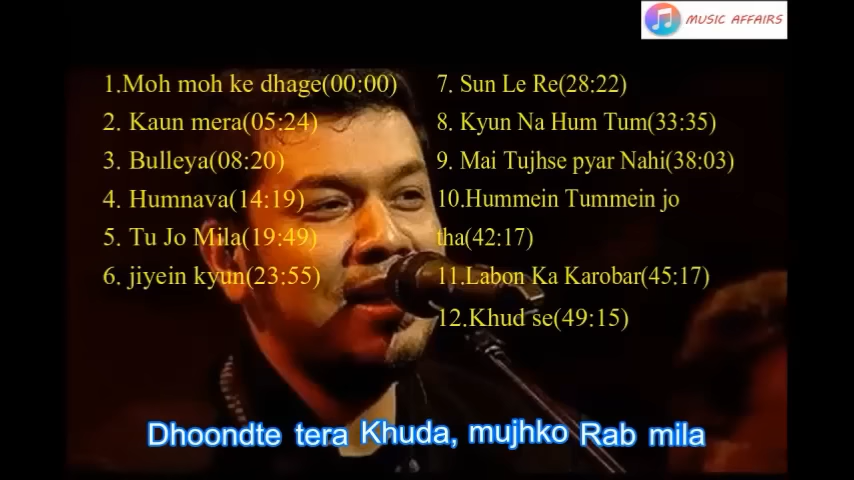 MUSIC AFFAIRS
1.Moh moh ke dhage(00:00)
2. Kaun mera(05:24)
3. Bulleya(08:20)
4. Humnava(14:19)
5. Tu Jo Mila(19:49)
6. jiyein kyun(23:55)
7. Sun Le Re(28:22)
8. Kyun Na Hum Tum(33:35)
9. Mai Tujhse pyar Nahi(38:03)
10.Hummein Tummein jo
tha(42:17)
11.Labon Ka Karobar(45:17)
12.Khud se(49:15)
Dhoondte tera Khuda, mujhko Rab mila